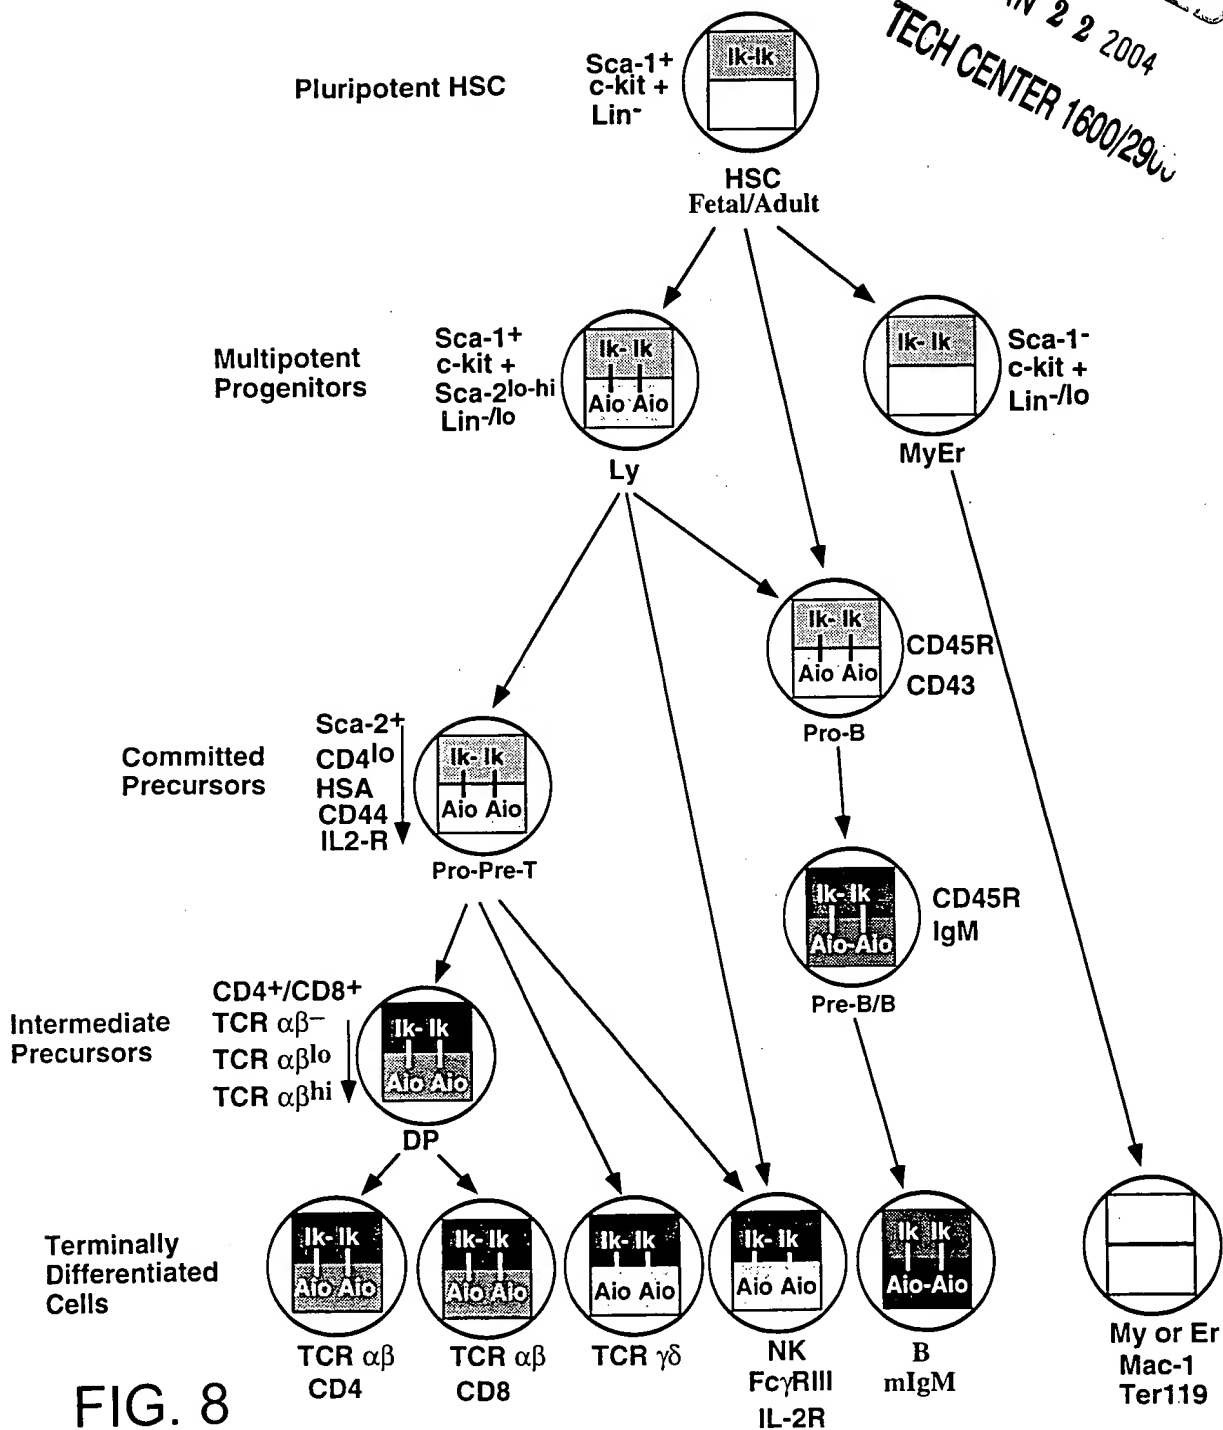 22 2004
TECH CENTER 1600/29
Pluripotent HSC
Sca-1+
c-kit +
Lin-
Ik-Ik
HSC
Fetal/Adult
Multipotent
Progenitors
Sca-1+
c-kit +
Sca-2lo-hi
Lin-/lo
Ik- Ik
Aio Aio
Ly
Ik- Ik
MyEr
Sca-1-
c-kit +
Lin-/lo
Ik- Ik
Aio Aio
Pro-B
CD45R
CD43
Committed
Precursors
Sca-2+
CD4lo
HSA
CD44
IL2-R
Ik- Ik
Aio Aio
Pro-Pre-T
Ik- Ik
Aio-Aio
Pre-B/B
CD45R
IgM
Intermediate
Precursors
CD4+/CD8+
TCR αβ–
TCR αβlo
TCR αβhi
Ik- Ik
Aio Aio
DP
Terminally
Differentiated
Cells
Ik- Ik
Aio Aio
TCR αβ
CD4
Ik- Ik
Aio Aio
TCR αβ
CD8
Ik- Ik
Aio Aio
TCR γδ
Ik- Ik
Aio Aio
NK
FcγRIII
IL-2R
Ik Ik
Aio-Aio
B
mIgM
My or Er
Mac-1
Ter119
FIG. 8